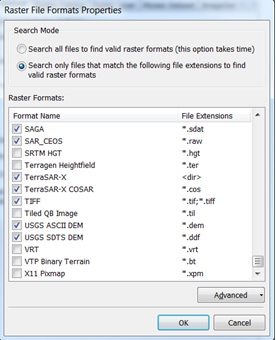 Raster File Formats Properties
Search Mode
Search all files to find valid raster formats (this option takes time)
Search only files that match the following file extensions to find
valid raster formats
Raster Formats:
Format Name File Extensions
SAGA *.sdat
SAR_CEOS *.raw
SRTM HGT *.hgt
Terragen Heightfield *.ter
TerraSAR-X <dir>
TerraSAR-X COSAR *.cos
TIFF *.tif;*.tiff
Tiled QB Image *.til
USGS ASCII DEM *.dem
USGS SDTS DEM *.ddf
VRT *.vrt
VTP Binary Terrain *.bt
X11 Pixmap *.xpm
Advanced
OK Cancel